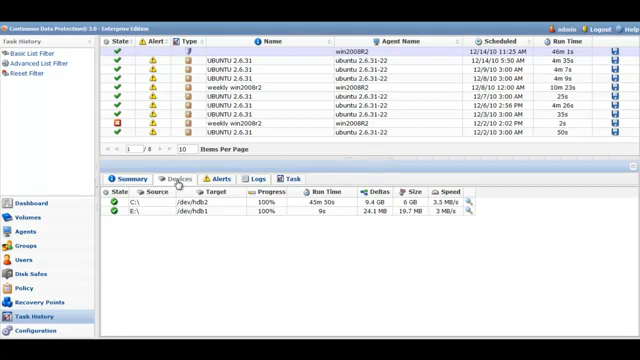 Continuous Data Protection® 3.0 - Enterprise Edition
admin Logout Help
Task History
Basic List Filter
Advanced List Filter
Reset Filter
State Alert Type Name Agent Name Scheduled Run Time
win2008R2 12/14/10 11:25 AM 46m 1s
UBUNTU 2.6.31 ubuntu 2.6.31-22 12/14/10 5:50 AM 4m 35s
UBUNTU 2.6.31 ubuntu 2.6.31-22 12/9/10 3:00 AM 4m 7s
UBUNTU 2.6.31 ubuntu 2.6.31-22 12/8/10 3:00 AM 4m 9s
weekly win2008r2 win2008R2 12/8/10 12:00 AM 10m 23s
UBUNTU 2.6.31 ubuntu 2.6.31-22 12/7/10 3:00 AM 25s
UBUNTU 2.6.31 ubuntu 2.6.31-22 12/6/10 2:56 PM 4m 26s
UBUNTU 2.6.31 ubuntu 2.6.31-22 12/3/10 3:00 AM 35s
weekly win2008r2 win2008R2 12/2/10 2:02 PM 2s
UBUNTU 2.6.31 ubuntu 2.6.31-22 12/2/10 3:00 AM 50s
1 / 8 10 Items Per Page
Summary Devices Alerts Logs Task
State Source Target Progress Run Time Deltas Size Speed
C:\ /dev/hdb2 100% 45m 50s 9.4 GB 6 GB 3.5 MB/s
E:\ /dev/hdb1 100% 9s 24.1 MB 19.7 MB 3 MB/s
Dashboard
Volumes
Agents
Groups
Users
Disk Safes
Policy
Recovery Points
Task History
Configuration